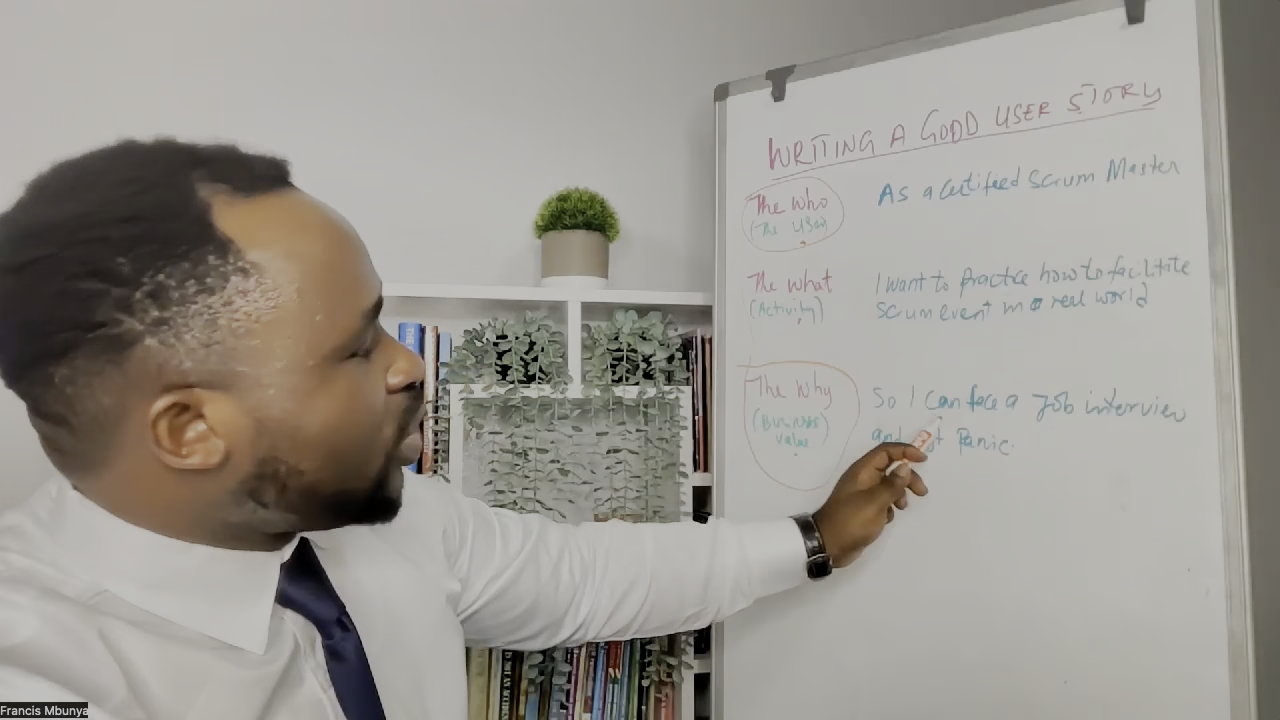 WRITING A GOOD USER STORY
The Who
(The User)
As a certified Scrum Master
The What
(Activity)
I want to practice how to facilitite
scrum event in real world
The Why
(Business
value)
So I can face a Job interview
Panic.
Francis Mbunya